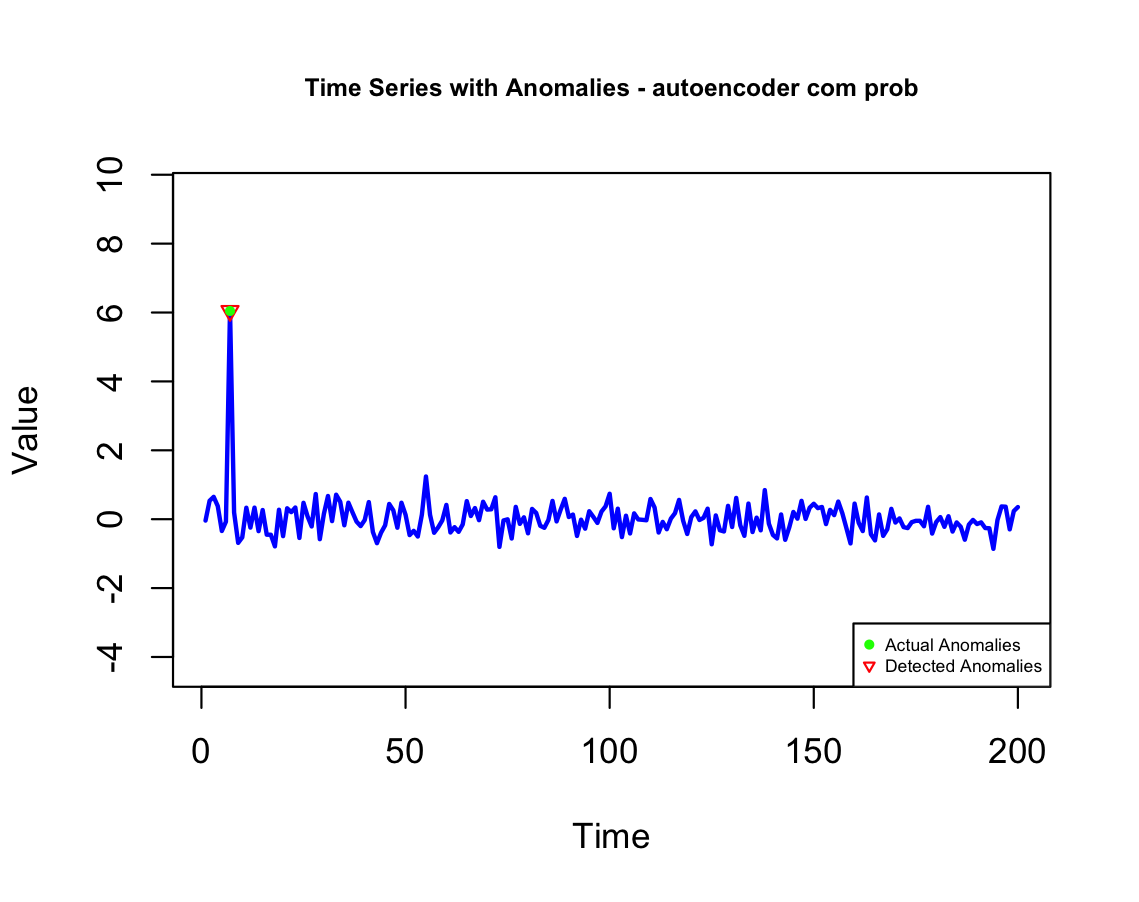 Time Series with Anomalies - autoencoder com prob
10
8
6
4
2
0
-2
-4
Value
Actual Anomalies
Detected Anomalies
0 50 100 150 200
Time